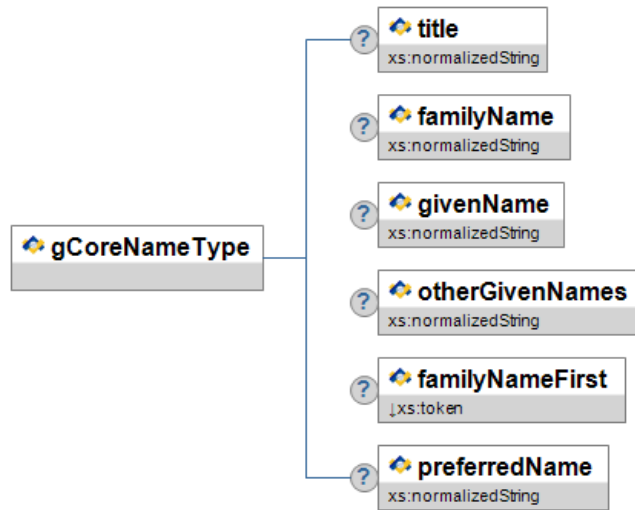 ? title
xs:normalizedString
? familyName
xs:normalizedString
? givenName
xs:normalizedString
gCoreNameType
? otherGivenNames
xs:normalizedString
? familyNameFirst
↓xs:token
? preferredName
xs:normalizedString